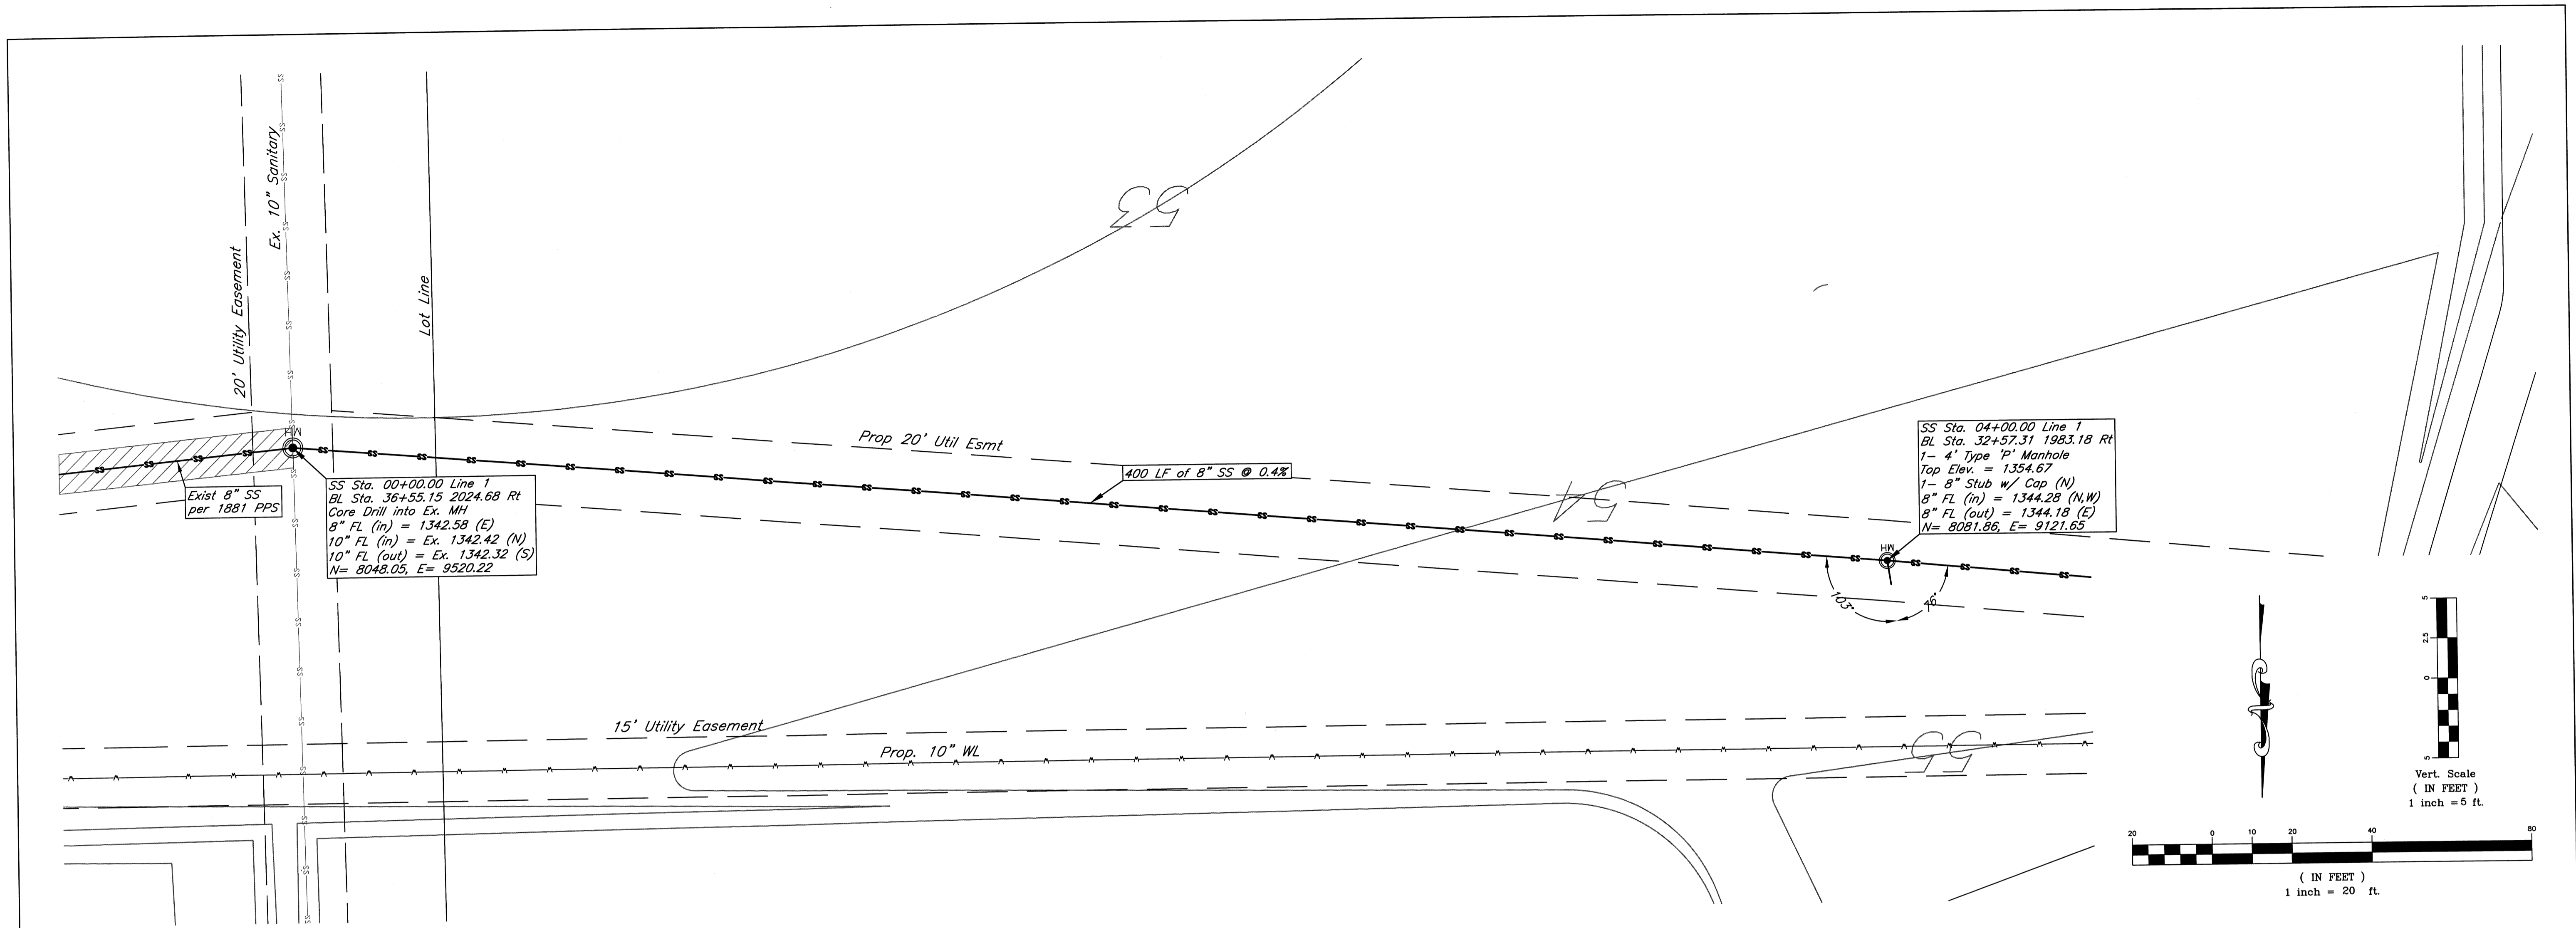 20' Utility Easement
Ex. 10" Sanitary
Lot Line
53
MH
Exist 8" SS
per 1881 PPS
SS Sta. 00+00.00 Line 1
BL Sta. 36+55.15 2024.68 Rt
Core Drill into Ex. MH
8" FL (in) = 1342.58 (E)
10" FL (in) = Ex. 1342.42 (N)
10" FL (out) = Ex. 1342.32 (S)
N= 8048.05, E= 9520.22
Prop 20' Util Esmt
400 LF of 8" SS @ 0.4%
54
SS Sta. 04+00.00 Line 1
BL Sta. 32+57.31 1983.18 Rt
1- 4' Type 'P' Manhole
Top Elev. = 1354.67
1- 8" Stub w/ Cap (N)
8" FL (in) = 1344.28 (N,W)
8" FL (out) = 1344.18 (E)
N= 8081.86, E= 9121.65
MH
103°
15' Utility Easement
Prop. 10" WL
55
5
2.5
0
5
Vert. Scale
( IN FEET )
1 inch = 5 ft.
20 0 10 20 40 80
( IN FEET )
1 inch = 20 ft.